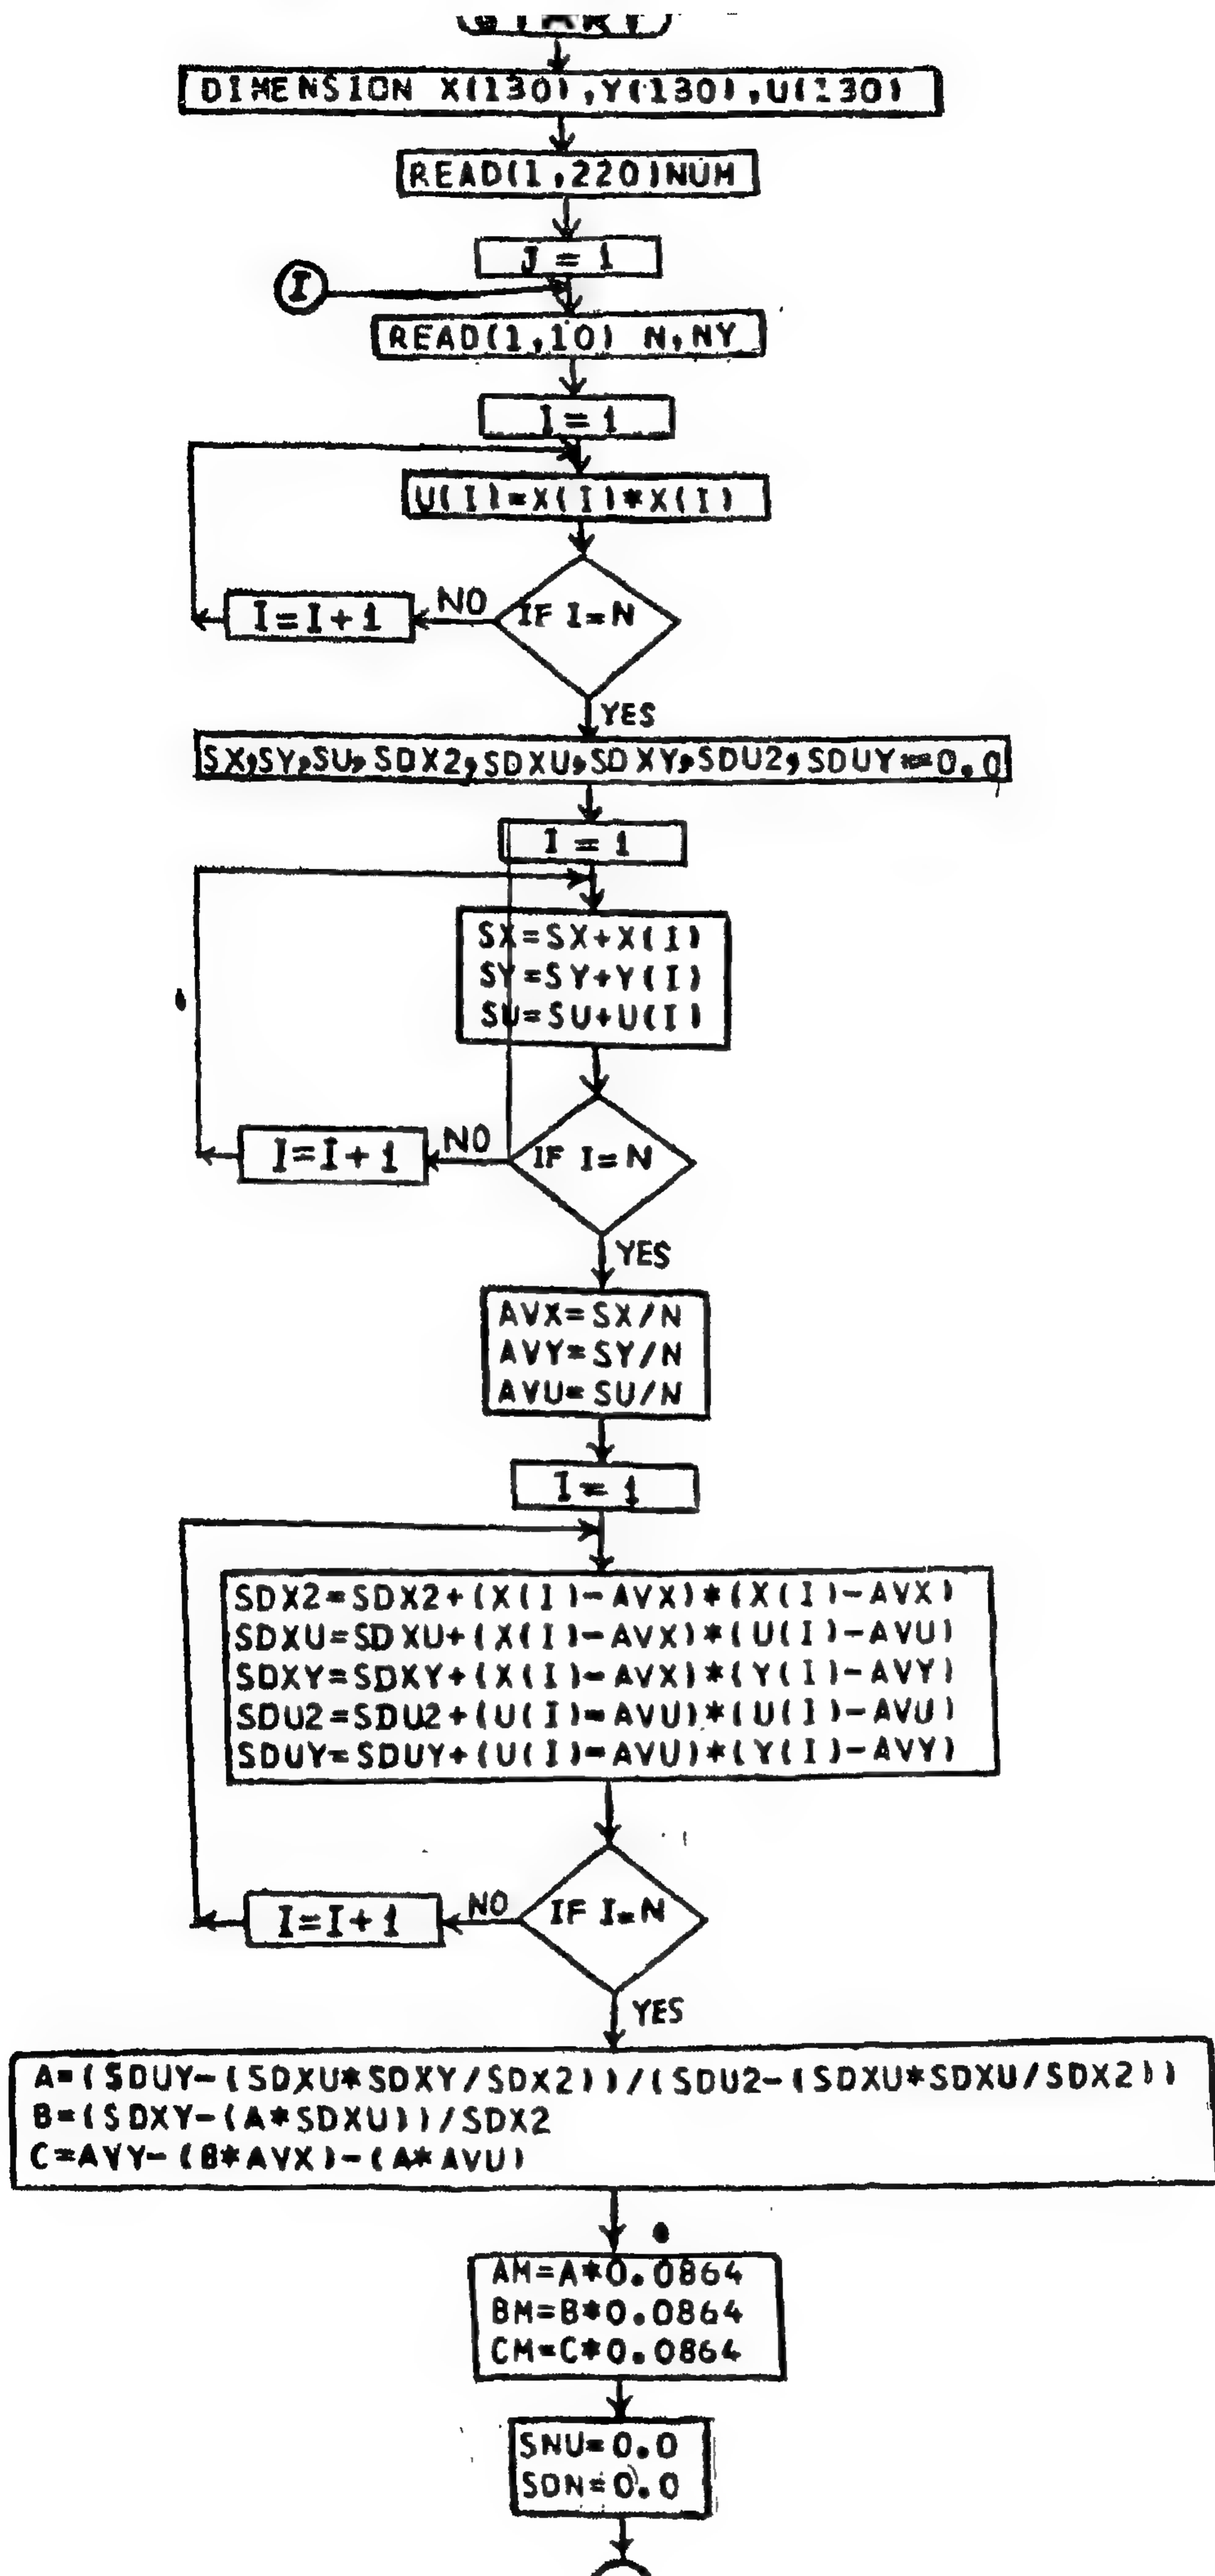 START
DIMENSION X(130),Y(130),U(130)
READ(1,220)NUM
J = 1
I
READ(1,10) N,NY
I = 1
U(I)=X(I)*X(I)
IF I=N
NO
I=I+1
YES
SX,SY,SU,SDX2,SDXU,SDXY,SDU2,SDUY=0.0
I = 1
SX=SX+X(I)
SY=SY+Y(I)
SU=SU+U(I)
IF I=N
NO
I=I+1
YES
AVX=SX/N
AVY=SY/N
AVU=SU/N
I = 1
SDX2=SDX2+(X(I)-AVX)*(X(I)-AVX)
SDXU=SDXU+(X(I)-AVX)*(U(I)-AVU)
SDXY=SDXY+(X(I)-AVX)*(Y(I)-AVY)
SDU2=SDU2+(U(I)-AVU)*(U(I)-AVU)
SDUY=SDUY+(U(I)-AVU)*(Y(I)-AVY)
IF I=N
NO
I=I+1
YES
A=(SDUY-(SDXU*SDXY/SDX2))/(SDU2-(SDXU*SDXU/SDX2))
B=(SDXY-(A*SDXU))/SDX2
C=AVY-(B*AVX)-(A*AVU)
AM=A*0.0864
BM=B*0.0864
CM=C*0.0864
SNU=0.0
SDN=0.0